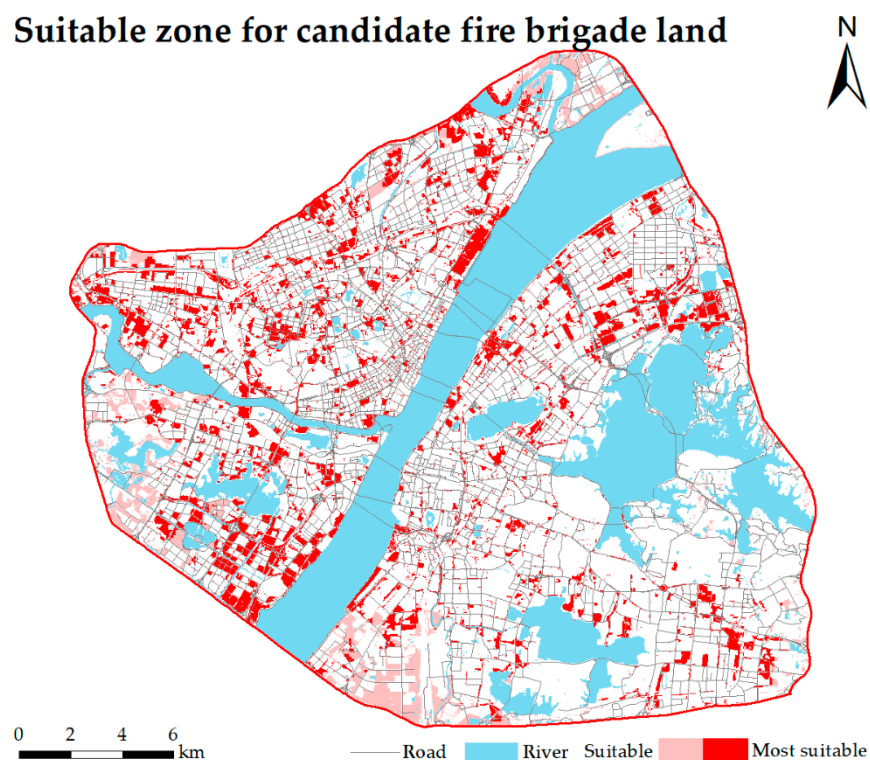 Suitable zone for candidate fire brigade land
N
0 2 4 6
km
Road River Suitable Most suitable